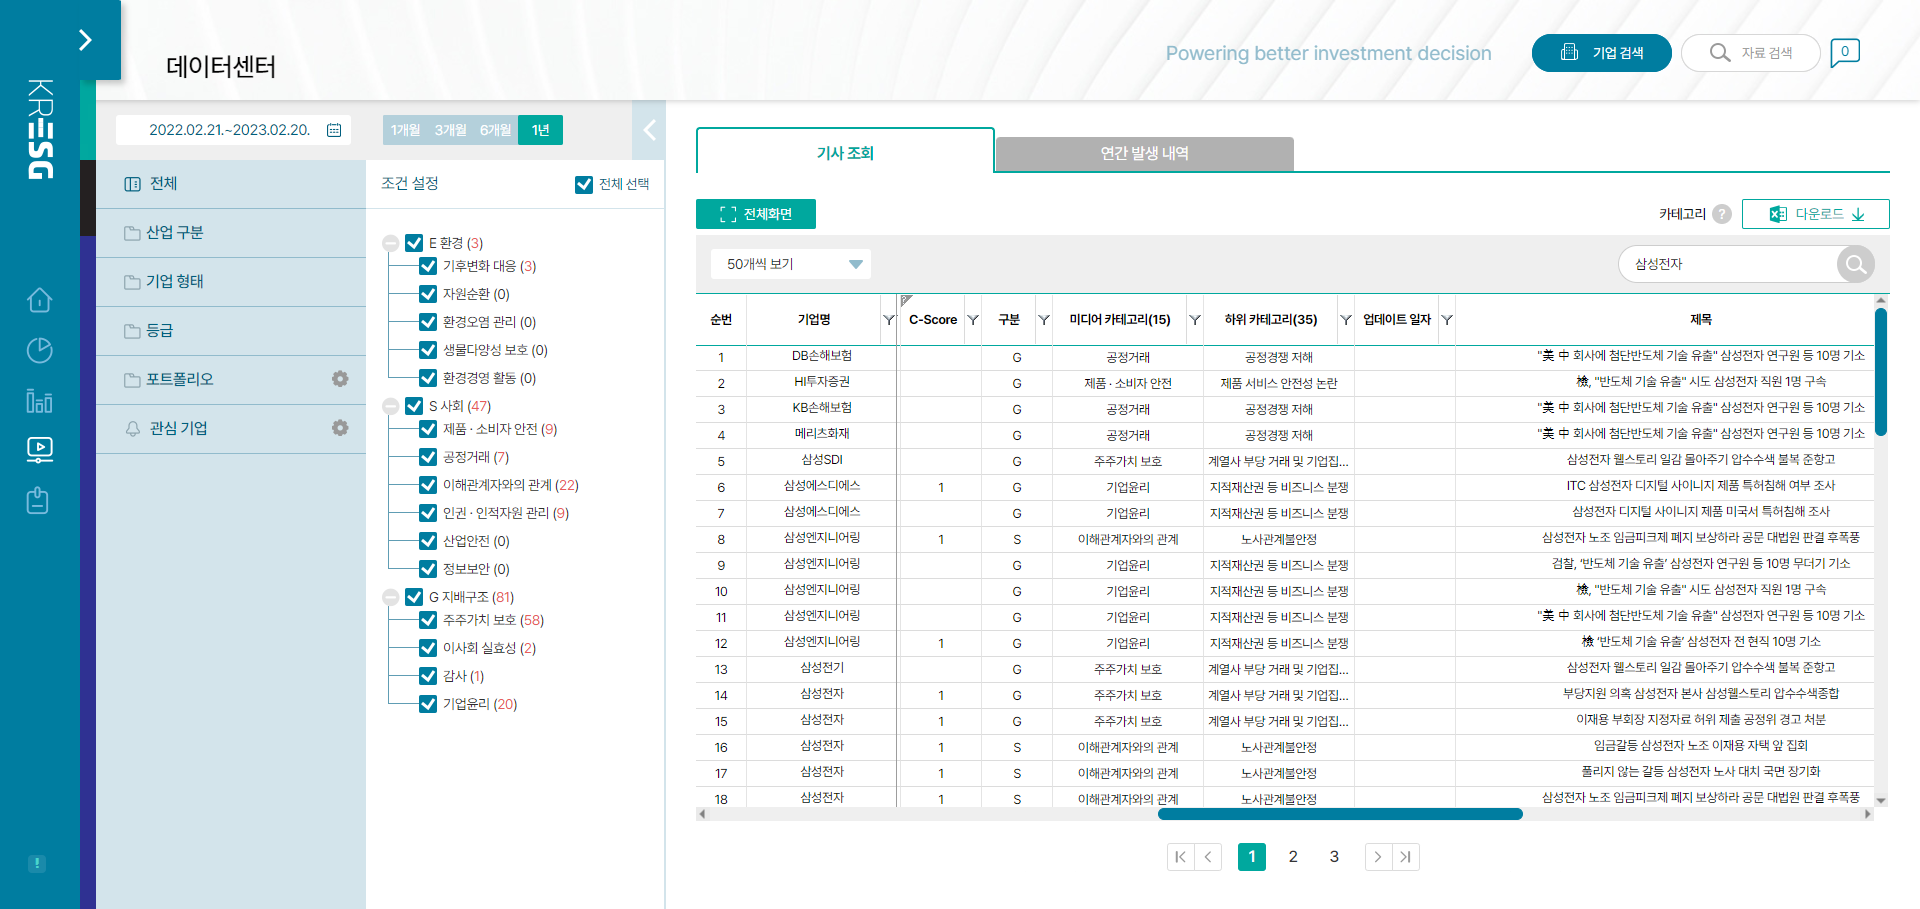 데이터센터
Powering better investment decision
기업 검색
자료 검색
0
KRESG
2022.02.21.~2023.02.20.
1개월 3개월 6개월 1년
전체
산업 구분
기업 형태
등급
포트폴리오
관심 기업
조건 설정
전체 선택
E 환경 (3)
기후변화 대응 (3)
자원순환 (0)
환경오염 관리 (0)
생물다양성 보호 (0)
환경경영 활동 (0)
S 사회 (47)
제품 · 소비자 안전 (9)
공정거래 (7)
이해관계자와의 관계 (22)
인권 · 인적자원 관리 (9)
산업안전 (0)
정보보안 (0)
G 지배구조 (81)
주주가치 보호 (58)
이사회 실효성 (2)
감사 (1)
기업윤리 (20)
기사 조회
연간 발생 내역
전체화면
카테고리 ?
다운로드
50개씩 보기
삼성전자
순번 기업명 C-Score 구분 미디어 카테고리(15) 하위 카테고리(35) 업데이트 일자 제목
1 DB손해보험 G 공정거래 공정경쟁 저해 "美 中 회사에 첨단반도체 기술 유출" 삼성전자 연구원 등 10명 기소
2 HI투자증권 G 제품 · 소비자 안전 제품 서비스 안전성 논란 檢, "반도체 기술 유출" 시도 삼성전자 직원 1명 구속
3 KB손해보험 G 공정거래 공정경쟁 저해 "美 中 회사에 첨단반도체 기술 유출" 삼성전자 연구원 등 10명 기소
4 메리츠화재 G 공정거래 공정경쟁 저해 "美 中 회사에 첨단반도체 기술 유출" 삼성전자 연구원 등 10명 기소
5 삼성SDI G 주주가치 보호 계열사 부당 거래 및 기업집... 삼성전자 웰스토리 일감 몰아주기 압수수색 불복 준항고
6 삼성에스디에스 1 G 기업윤리 지적재산권 등 비즈니스 분쟁 ITC 삼성전자 디지털 사이니지 제품 특허침해 여부 조사
7 삼성에스디에스 G 기업윤리 지적재산권 등 비즈니스 분쟁 삼성전자 디지털 사이니지 제품 미국서 특허침해 조사
8 삼성엔지니어링 1 S 이해관계자와의 관계 노사관계불안정 삼성전자 노조 임금피크제 폐지 보상하라 공문 대법원 판결 후폭풍
9 삼성엔지니어링 G 기업윤리 지적재산권 등 비즈니스 분쟁 검찰, '반도체 기술 유출' 삼성전자 연구원 등 10명 무더기 기소
10 삼성엔지니어링 G 기업윤리 지적재산권 등 비즈니스 분쟁 檢, "반도체 기술 유출" 시도 삼성전자 직원 1명 구속
11 삼성엔지니어링 G 기업윤리 지적재산권 등 비즈니스 분쟁 "美 中 회사에 첨단반도체 기술 유출" 삼성전자 연구원 등 10명 기소
12 삼성엔지니어링 1 G 기업윤리 지적재산권 등 비즈니스 분쟁 檢 '반도체 기술 유출' 삼성전자 전 현직 10명 기소
13 삼성전기 G 주주가치 보호 계열사 부당 거래 및 기업집... 삼성전자 웰스토리 일감 몰아주기 압수수색 불복 준항고
14 삼성전자 1 G 주주가치 보호 계열사 부당 거래 및 기업집... 부당지원 의혹 삼성전자 본사 삼성웰스토리 압수수색종합
15 삼성전자 1 G 주주가치 보호 계열사 부당 거래 및 기업집... 이재용 부회장 지정자료 허위 제출 공정위 경고 처분
16 삼성전자 1 S 이해관계자와의 관계 노사관계불안정 임금갈등 삼성전자 노조 이재용 자택 앞 집회
17 삼성전자 1 S 이해관계자와의 관계 노사관계불안정 풀리지 않는 갈등 삼성전자 노사 대치 국면 장기화
18 삼성전자 1 S 이해관계자와의 관계 노사관계불안정 삼성전자 노조 임금피크제 폐지 보상하라 공문 대법원 판결 후폭풍
1 2 3